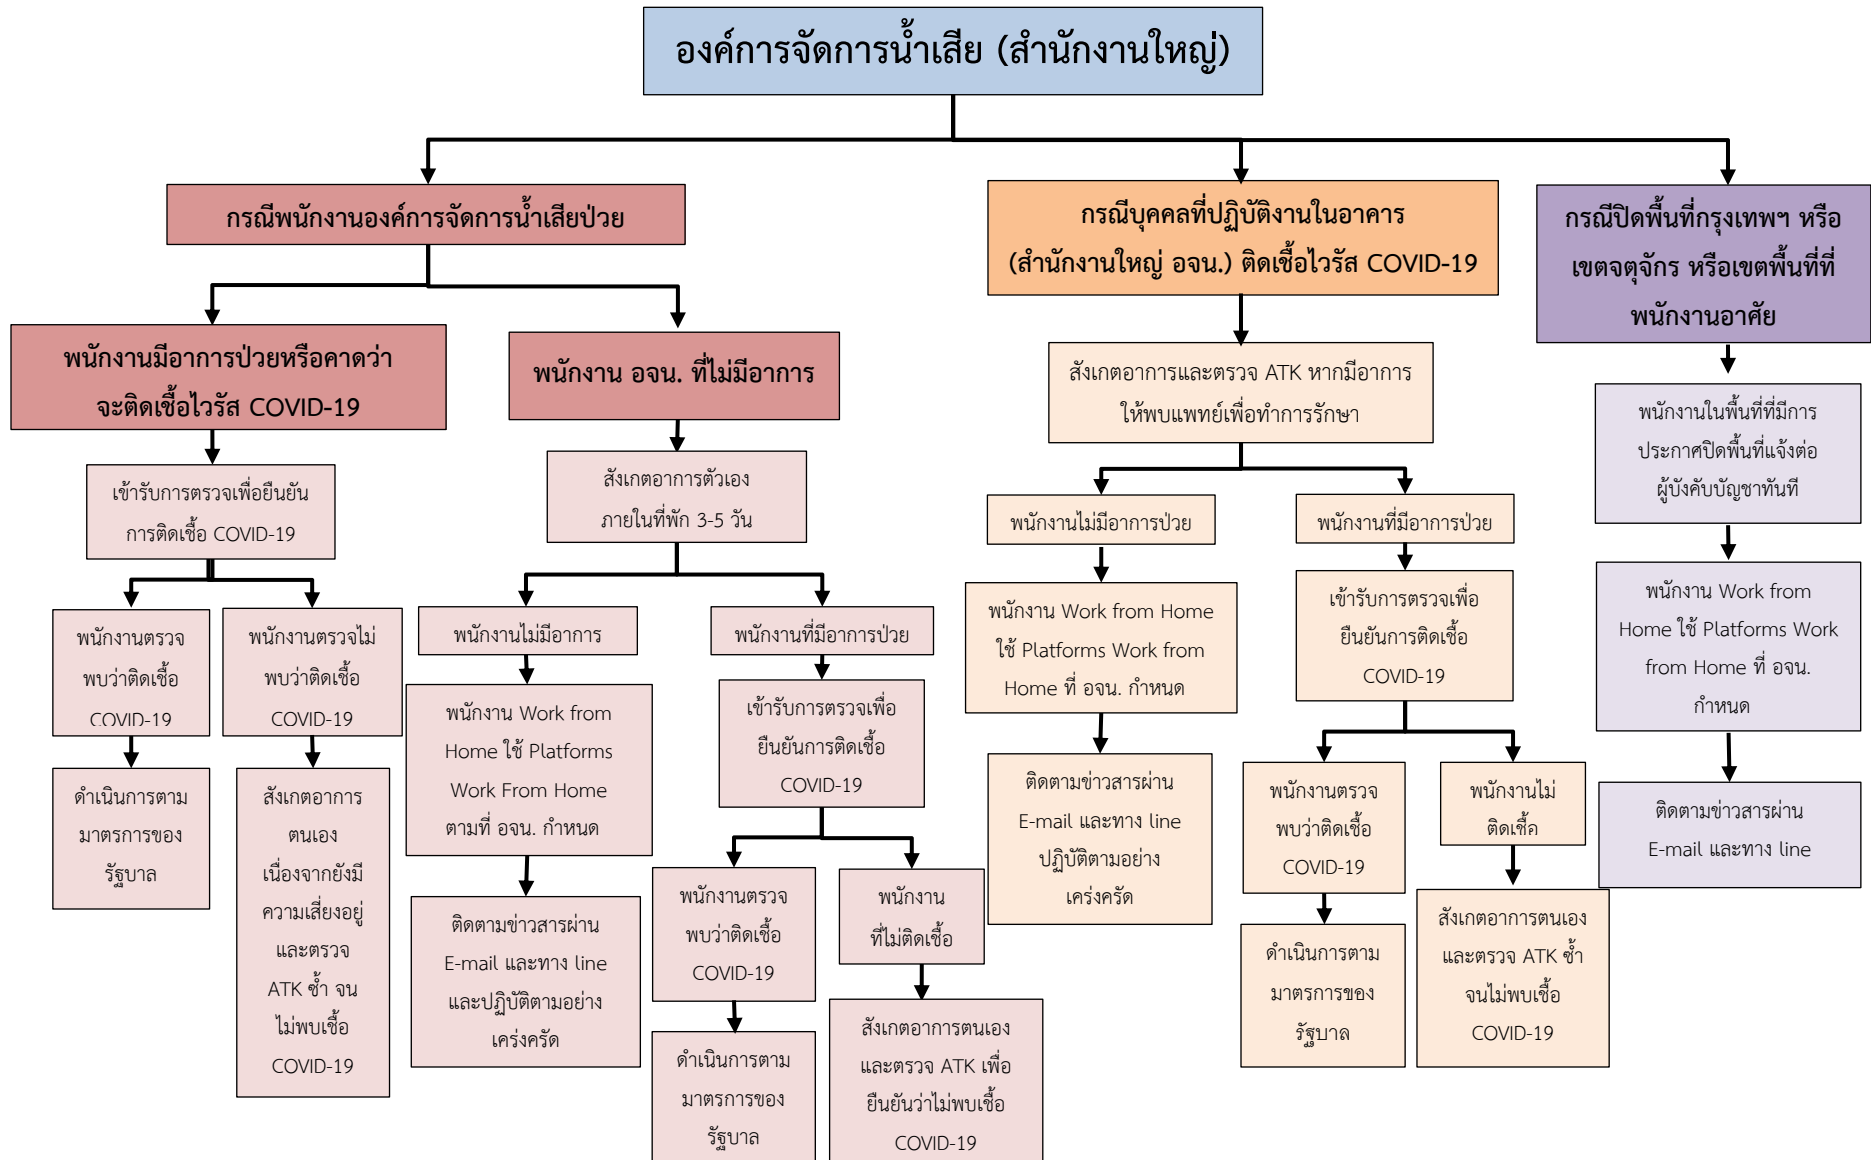 องค์การจัดการน้ำเสีย (สำนักงานใหญ่)
กรณีพนักงานองค์การจัดการน้ำเสียป่วย
พนักงานมีอาการป่วยหรือคาดว่า
จะติดเชื้อไวรัส COVID-19
เข้ารับการตรวจเพื่อยืนยัน
การติดเชื้อ COVID-19
พนักงานตรวจ
พบว่าติดเชื้อ
COVID-19
ดำเนินการตาม
มาตรการของ
รัฐบาล
พนักงานตรวจไม่
พบว่าติดเชื้อ
COVID-19
สังเกตอาการ
ตนเอง
เนื่องจากยังมี
ความเสี่ยงอยู่
และตรวจ
ATK ซ้ำ จน
ไม่พบเชื้อ
COVID-19
พนักงาน อจน. ที่ไม่มีอาการ
สังเกตอาการตัวเอง
ภายในที่พัก 3-5 วัน
พนักงานไม่มีอาการ
พนักงาน Work from
Home ใช้ Platforms
Work From Home
ตามที่ อจน. กำหนด
ติดตามข่าวสารผ่าน
E-mail และทาง line
และปฏิบัติตามอย่าง
เคร่งครัด
พนักงานที่มีอาการป่วย
เข้ารับการตรวจเพื่อ
ยืนยันการติดเชื้อ
COVID-19
พนักงานตรวจ
พบว่าติดเชื้อ
COVID-19
ดำเนินการตาม
มาตรการของ
รัฐบาล
พนักงาน
ที่ไม่ติดเชื้อ
สังเกตอาการตนเอง
และตรวจ ATK เพื่อ
ยืนยันว่าไม่พบเชื้อ
COVID-19
กรณีบุคคลที่ปฏิบัติงานในอาคาร
(สำนักงานใหญ่ อจน.) ติดเชื้อไวรัส COVID-19
สังเกตอาการและตรวจ ATK หากมีอาการ
ให้พบแพทย์เพื่อทำการรักษา
พนักงานไม่มีอาการป่วย
พนักงาน Work from Home
ใช้ Platforms Work from
Home ที่ อจน. กำหนด
ติดตามข่าวสารผ่าน
E-mail และทาง line
ปฏิบัติตามอย่าง
เคร่งครัด
พนักงานที่มีอาการป่วย
เข้ารับการตรวจเพื่อ
ยืนยันการติดเชื้อ
COVID-19
พนักงานตรวจ
พบว่าติดเชื้อ
COVID-19
ดำเนินการตาม
มาตรการของ
รัฐบาล
พนักงานไม่
ติดเชื้อ
สังเกตอาการตนเอง
และตรวจ ATK ซ้ำ
จนไม่พบเชื้อ
COVID-19
กรณีปิดพื้นที่กรุงเทพฯ หรือ
เขตจตุจักร หรือเขตพื้นที่ที่
พนักงานอาศัย
พนักงานในพื้นที่ที่มีการ
ประกาศปิดพื้นที่แจ้งต่อ
ผู้บังคับบัญชาทันที
พนักงาน Work from
Home ใช้ Platforms Work
from Home ที่ อจน.
กำหนด
ติดตามข่าวสารผ่าน
E-mail และทาง line